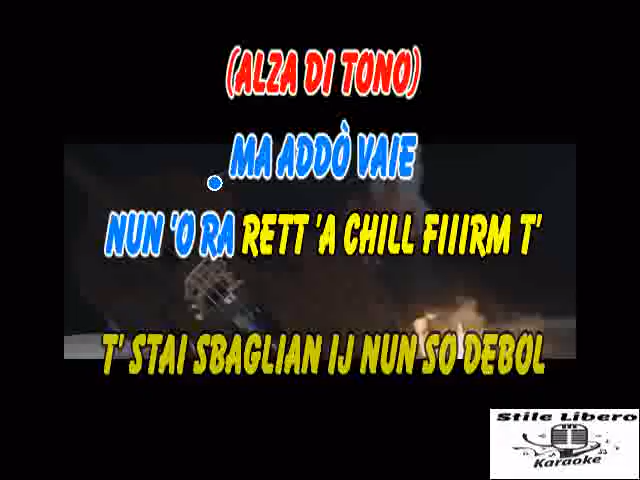 (ALZA DI TONO)
MA ADDÒ VAIE
NUN 'O RA RETT 'A CHILL FIIIRM T'
T' STAI SBAGLIAN IJ NUN SO DEBOL
Stile Libero
Karaoke